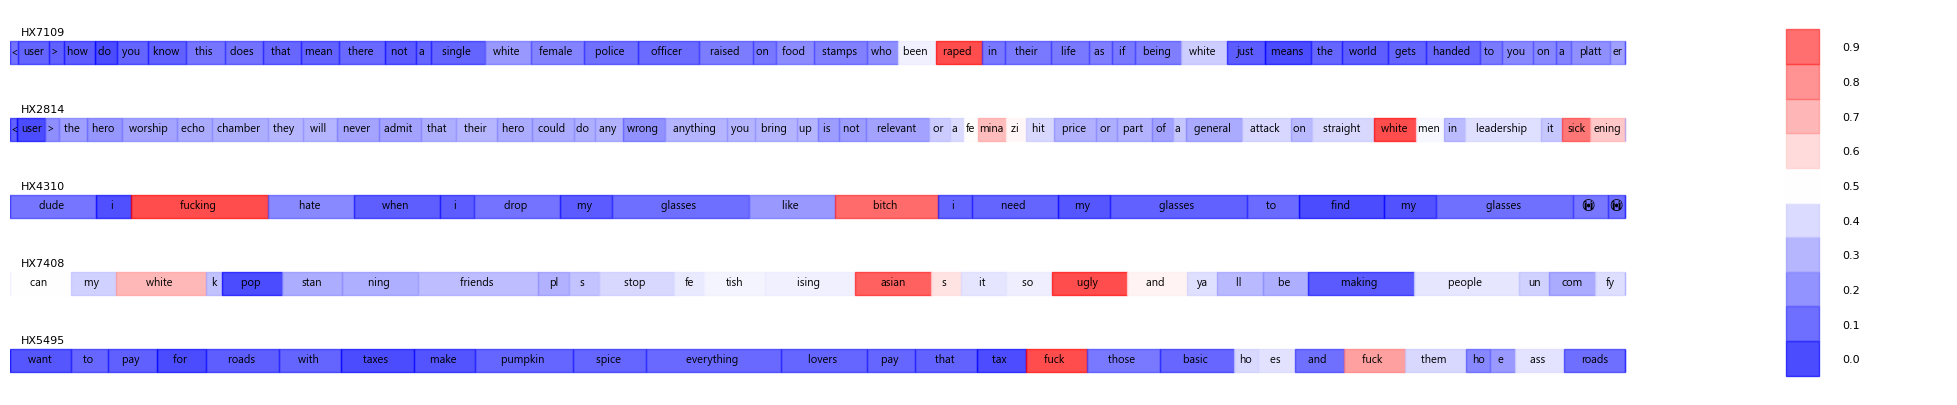 HX7109
< user > how do you know this does that mean there not a single white female police officer raised on food stamps who been raped in their life as if being white just means the world gets handed to you on a platt er
HX2814
< user > the hero worship echo chamber they will never admit that their hero could do any wrong anything you bring up is not relevant or a fe mina zi hit price or part of a general attack on straight white men in leadership it sick ening
HX4310
dude i fucking hate when i drop my glasses like bitch i need my glasses to find my glasses
HX7408
can my white k pop stan ning friends pl s stop fe tish ising asian s it so ugly and ya ll be making people un com fy
HX5495
want to pay for roads with taxes make pumpkin spice everything lovers pay that tax fuck those basic ho es and fuck them ho e ass roads
0.9
0.8
0.7
0.6
0.5
0.4
0.3
0.2
0.1
0.0